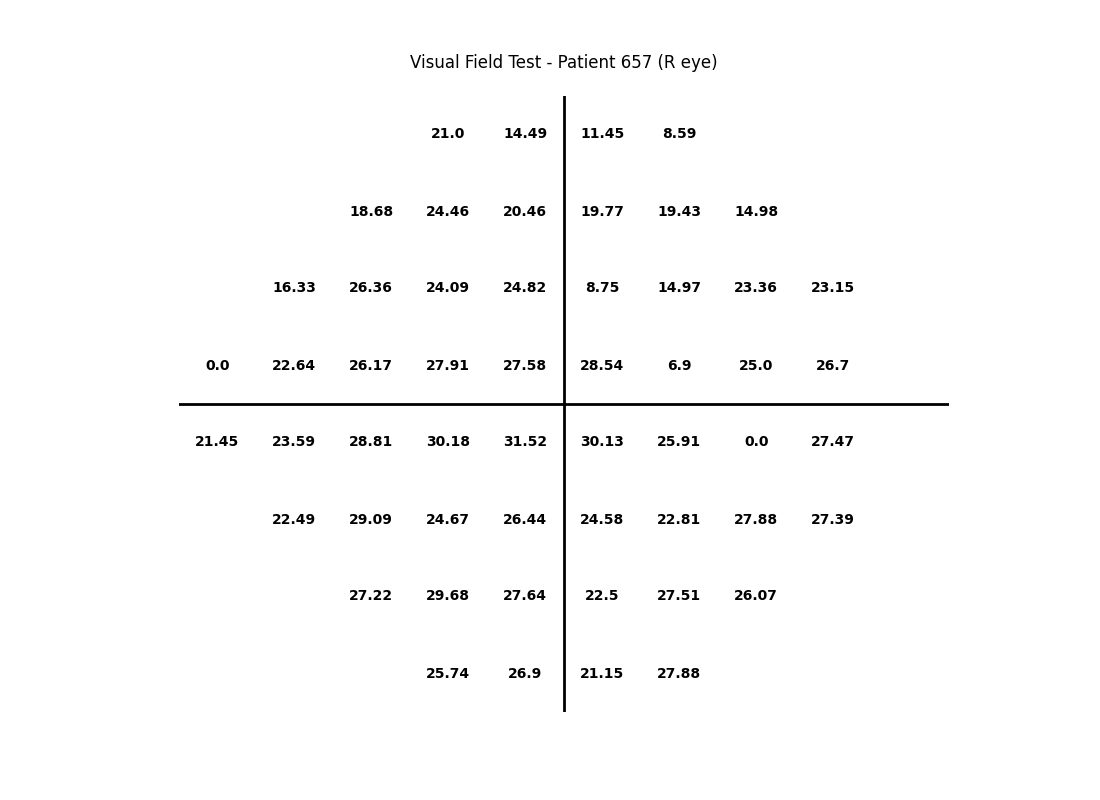 Visual Field Test - Patient 657 (R eye)
21.0 14.49 11.45 8.59
18.68 24.46 20.46 19.77 19.43 14.98
16.33 26.36 24.09 24.82 8.75 14.97 23.36 23.15
0.0 22.64 26.17 27.91 27.58 28.54 6.9 25.0 26.7
21.45 23.59 28.81 30.18 31.52 30.13 25.91 0.0 27.47
22.49 29.09 24.67 26.44 24.58 22.81 27.88 27.39
27.22 29.68 27.64 22.5 27.51 26.07
25.74 26.9 21.15 27.88